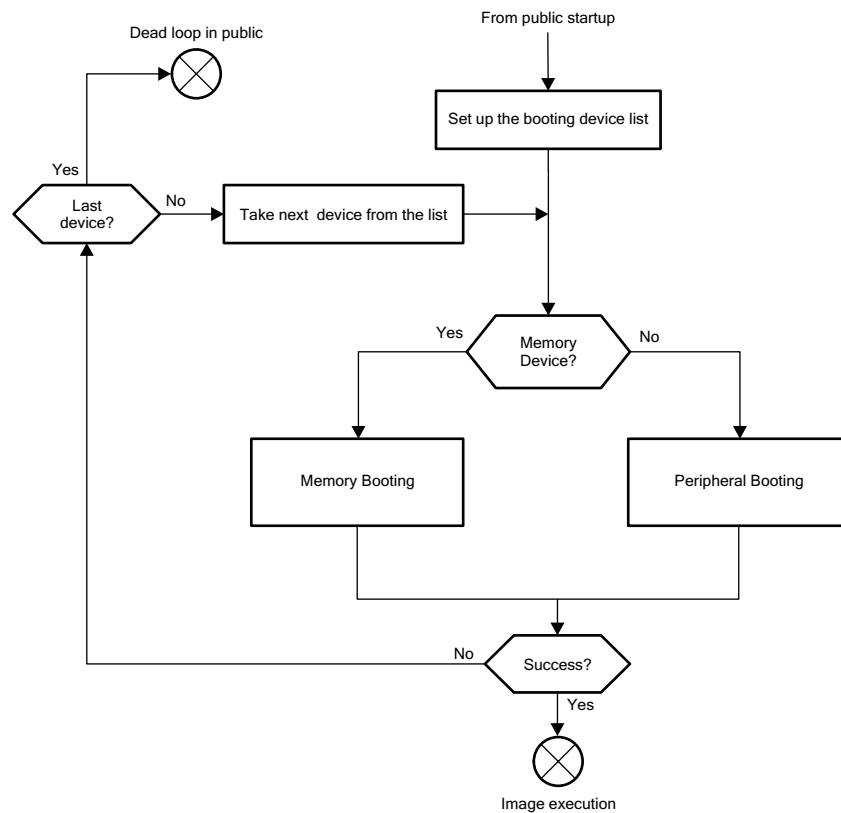 From public startup
Dead loop in public
Set up the booting device list
Yes
Last
device?
No
Take next device from the list
Yes
Memory
Device?
No
Memory Booting
Peripheral Booting
No
Success?
Yes
Image execution